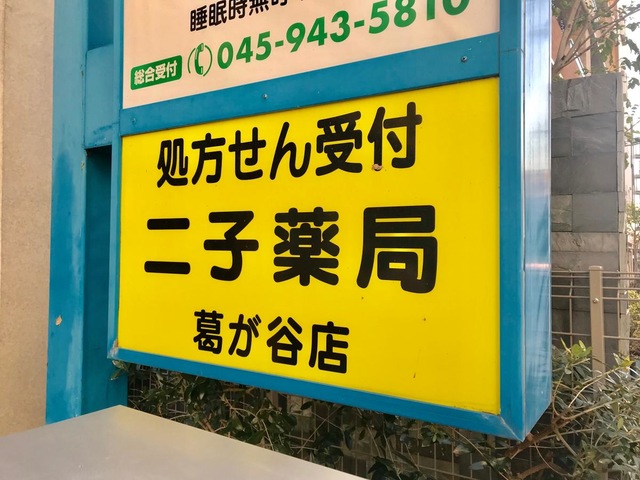 睡眠時無呼
総合受付 045-943-5810
処方せん受付
二子薬局
葛が谷店